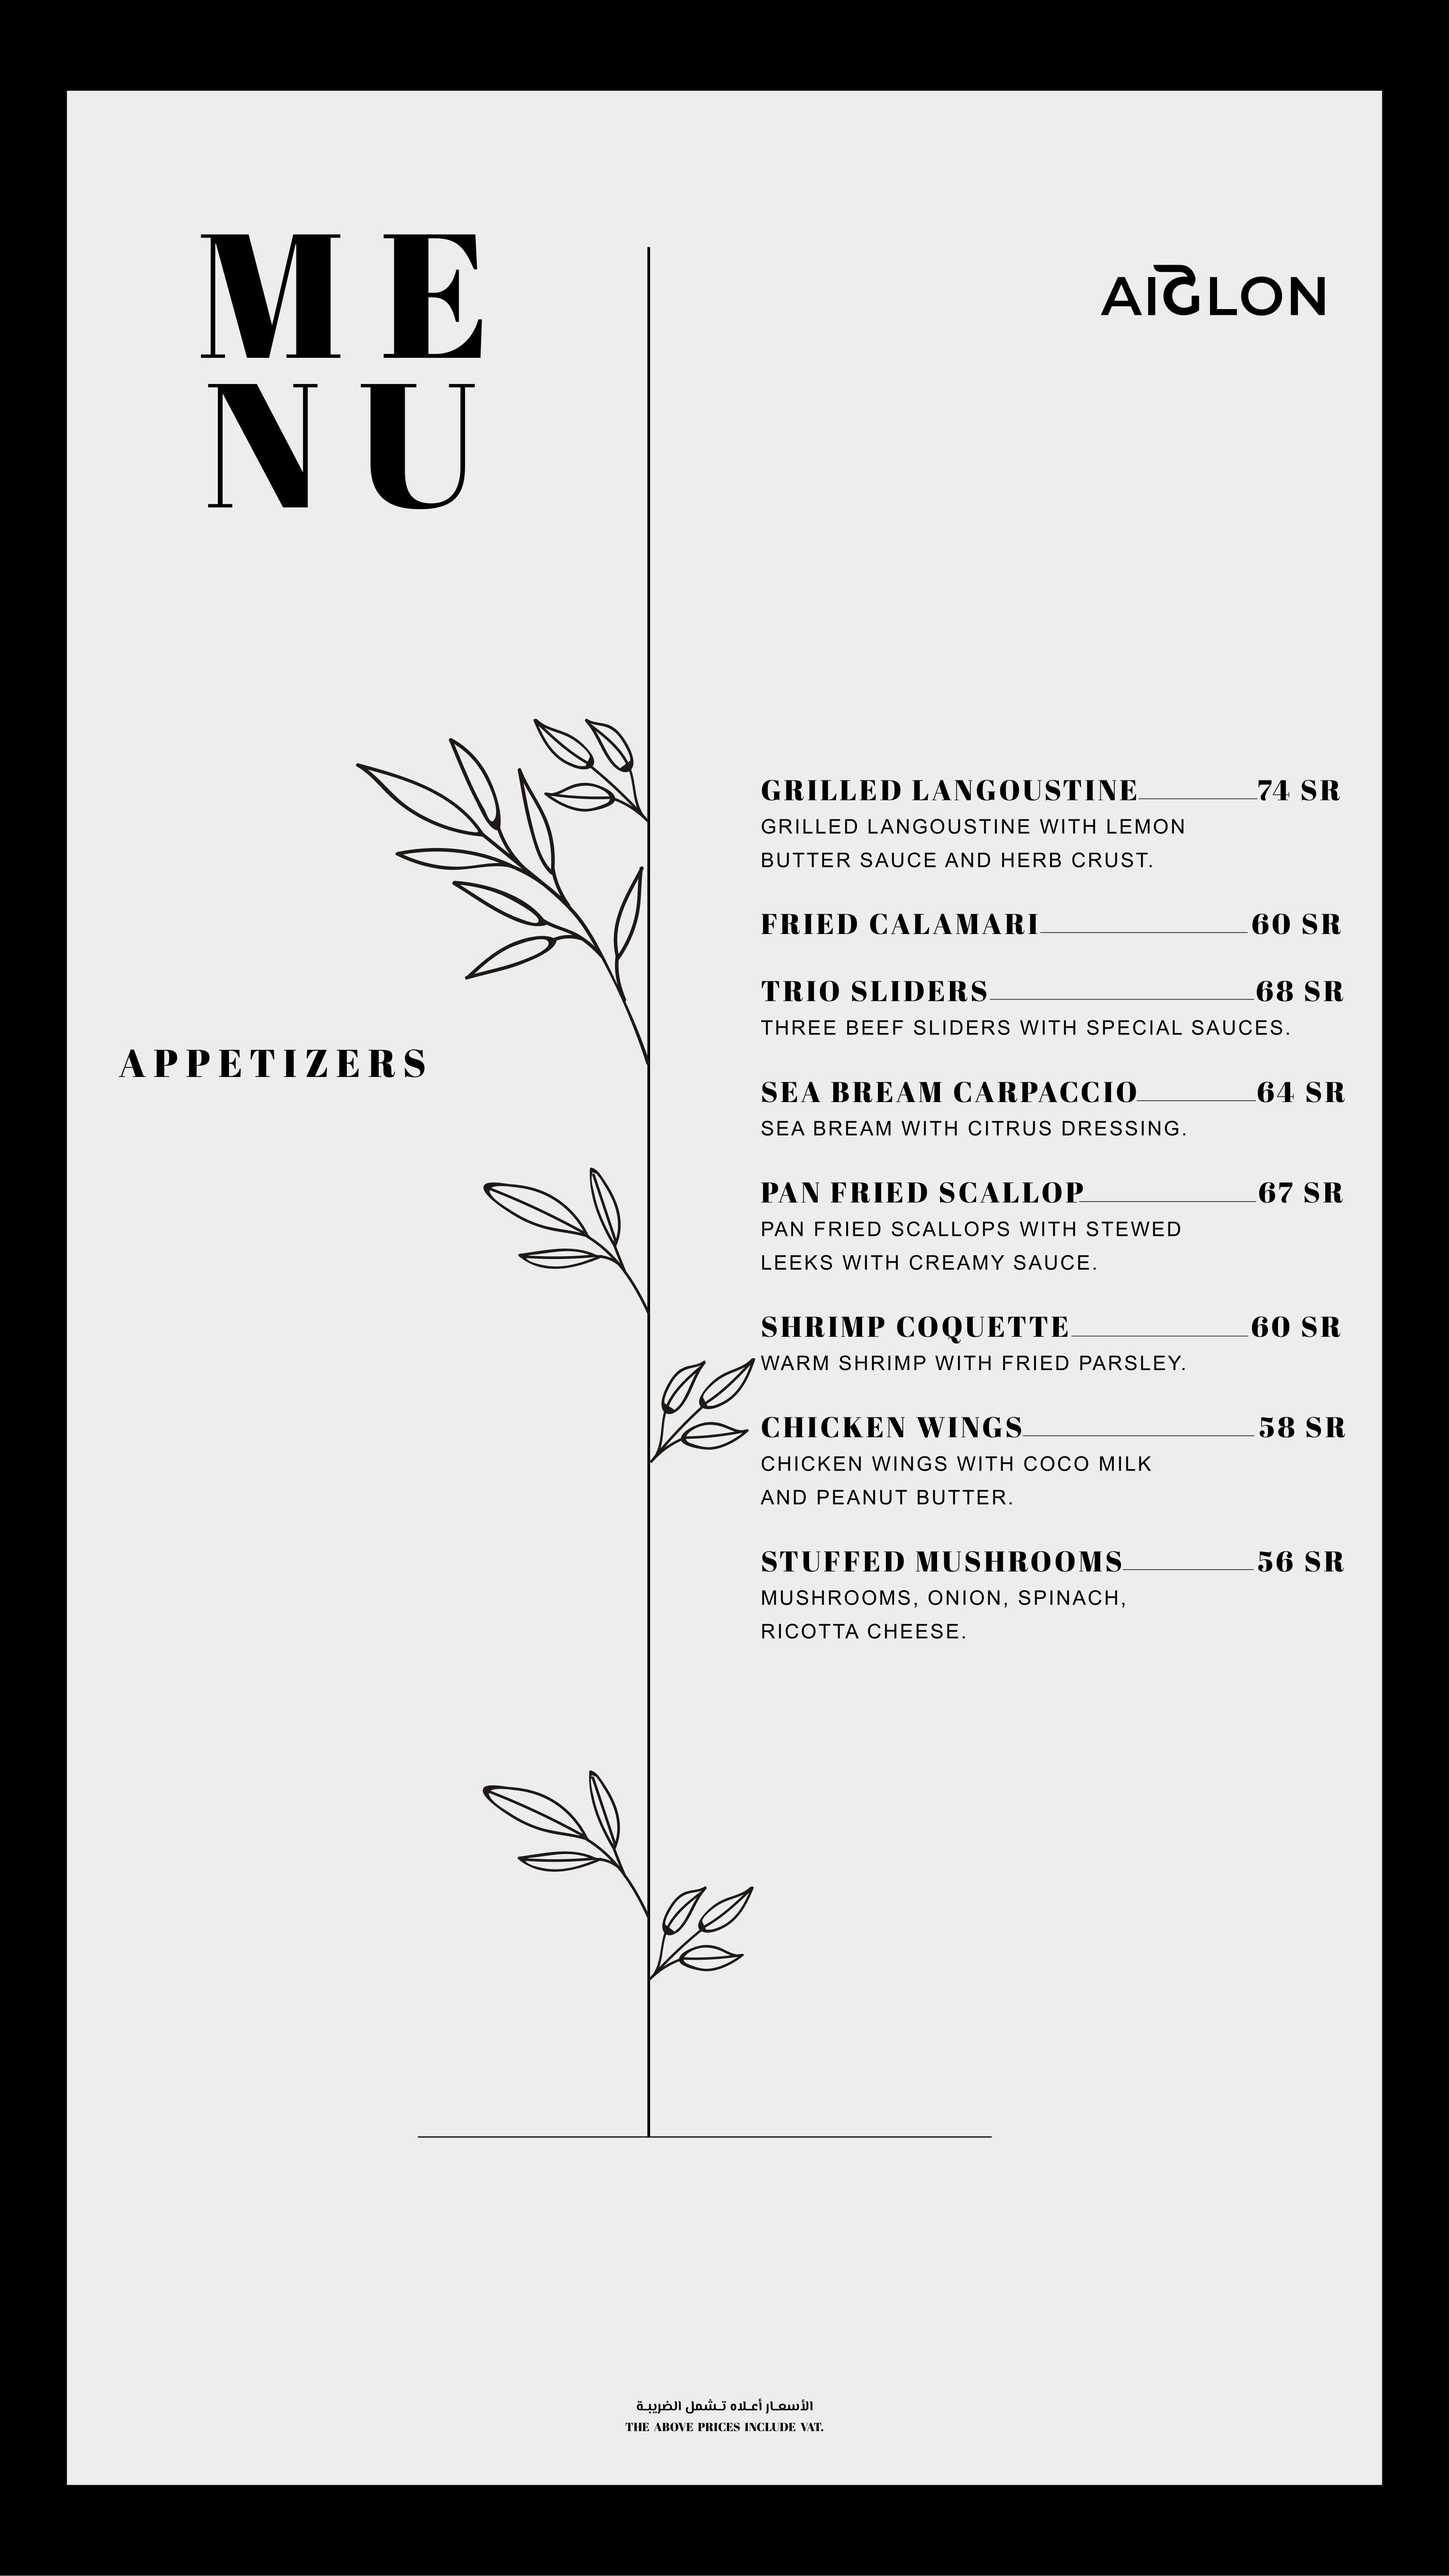 ME
NU
AIGLON
APPETIZERS
GRILLED LANGOUSTINE 74 SR
GRILLED LANGOUSTINE WITH LEMON
BUTTER SAUCE AND HERB CRUST.
FRIED CALAMARI 60 SR
TRIO SLIDERS 68 SR
THREE BEEF SLIDERS WITH SPECIAL SAUCES.
SEA BREAM CARPACCIO 64 SR
SEA BREAM WITH CITRUS DRESSING.
PAN FRIED SCALLOP 67 SR
PAN FRIED SCALLOPS WITH STEWED
LEEKS WITH CREAMY SAUCE.
SHRIMP COQUETTE 60 SR
WARM SHRIMP WITH FRIED PARSLEY.
CHICKEN WINGS 58 SR
CHICKEN WINGS WITH COCO MILK
AND PEANUT BUTTER.
STUFFED MUSHROOMS 56 SR
MUSHROOMS, ONION, SPINACH,
RICOTTA CHEESE.
الأسعـار أعـلاه تـشمل الضريبـة
THE ABOVE PRICES INCLUDE VAT.